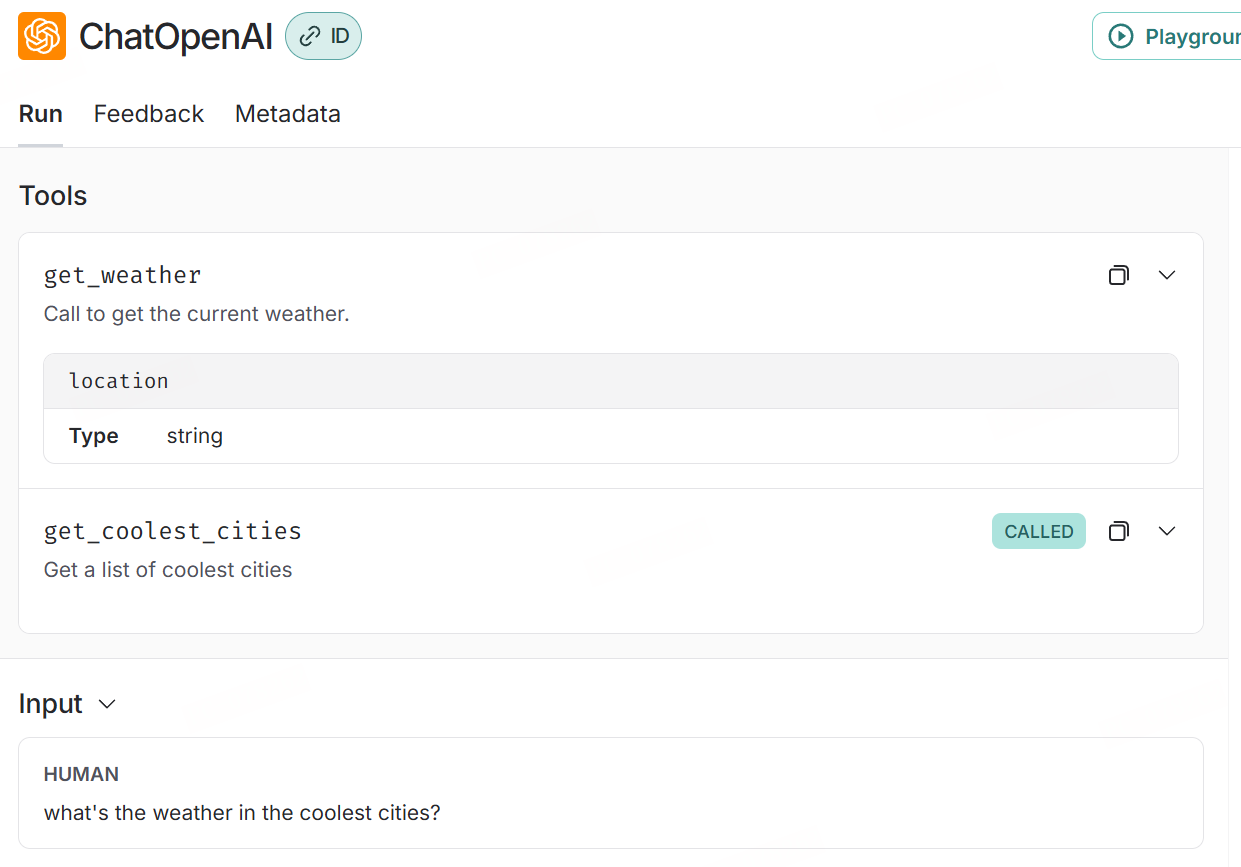 ChatOpenAI
ID
Run Feedback Metadata
Tools
get_weather
Call to get the current weather.
location
Type string
get_coolest_cities
CALLED
Get a list of coolest cities
Input
HUMAN
what's the weather in the coolest cities?